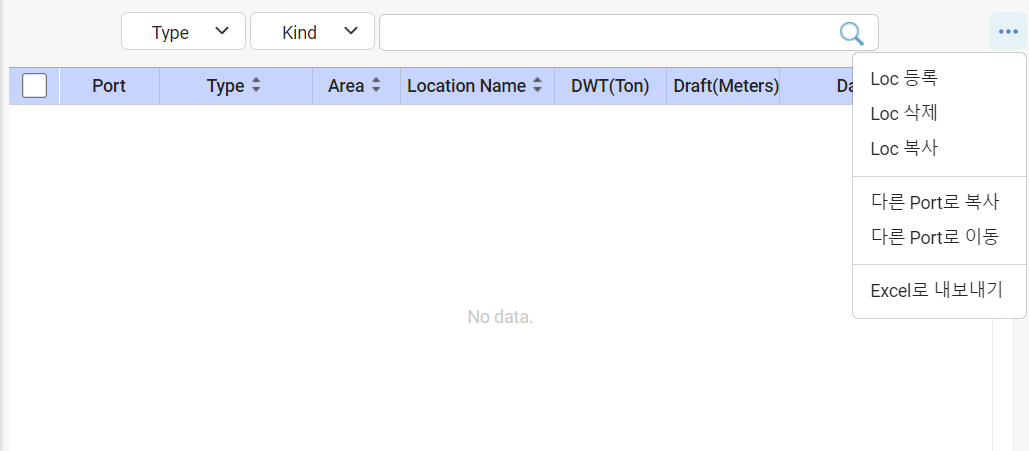 Type Kind
Port Type Area Location Name DWT(Ton) Draft(Meters) Da
Loc 등록
Loc 삭제
Loc 복사
다른 Port로 복사
다른 Port로 이동
Excel로 내보내기
No data.